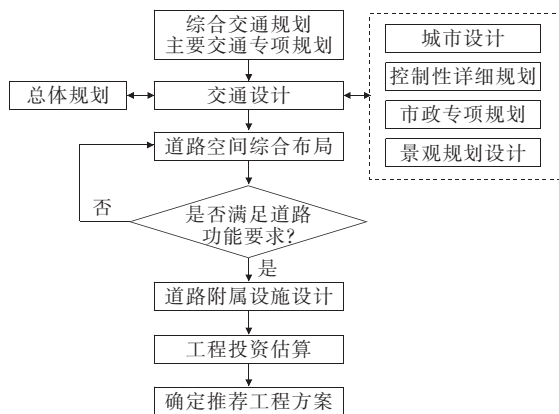 综合交通规划
主要交通专项规划
城市设计
控制性详细规划
总体规划
交通设计
市政专项规划
道路空间综合布局
景观规划设计
否
是否满足道路
功能要求?
是
道路附属设施设计
工程投资估算
确定推荐工程方案